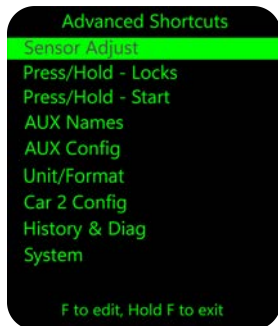 Advanced Shortcuts
Sensor Adjust
Press/Hold - Locks
Press/Hold - Start
AUX Names
AUX Config
Unit/Format
Car 2 Config
History & Diag
System
F to edit, Hold F to exit